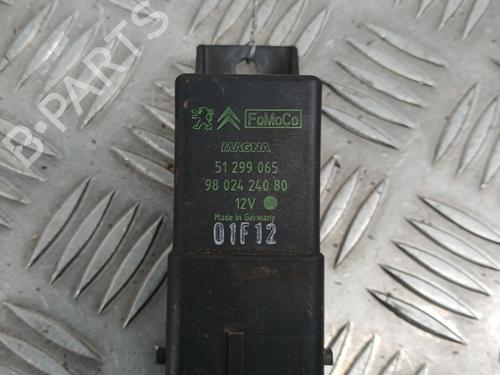 B-PARTS
FoMoCo
MAGNA
51 299 065
98 024 240 80
12V
Made in Germany
01F12